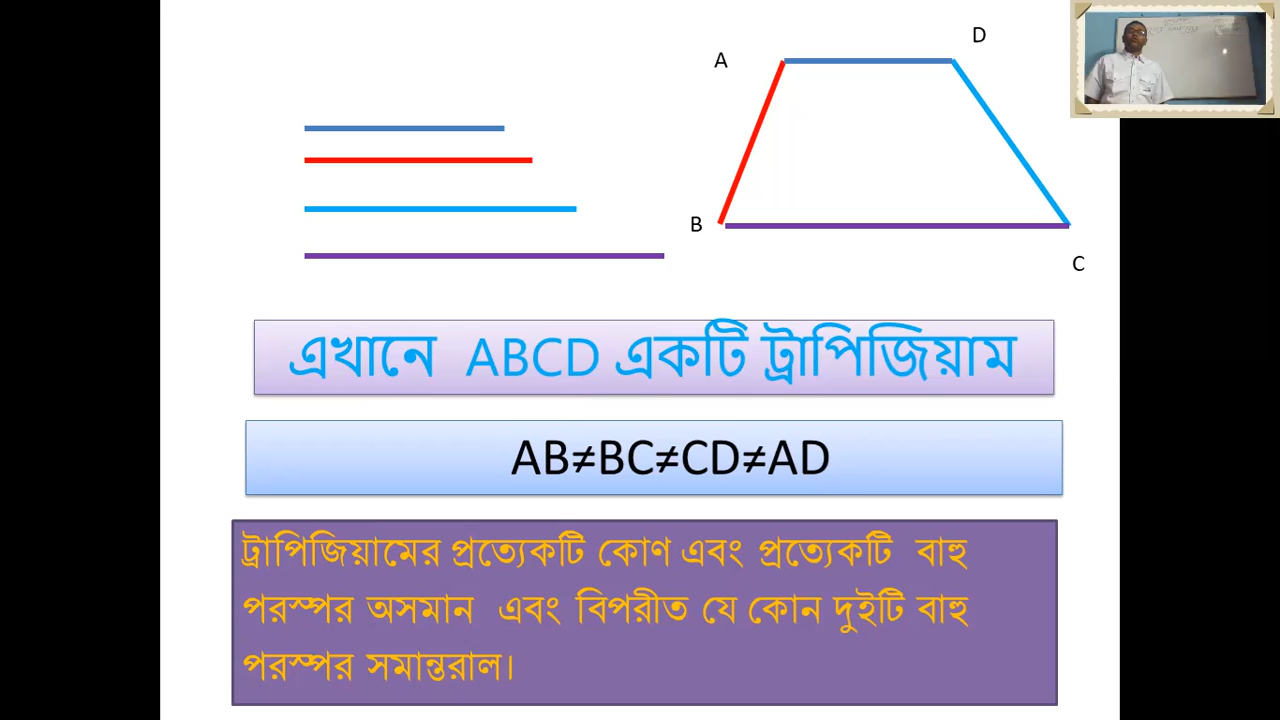 D
A
B
C
এখানে ABCD একটি ট্রাপিজিয়াম
AB≠BC≠CD≠AD
ট্রাপিজিয়ামের প্রত্যেকটি কোণ এবং প্রত্যেকটি বাহু
পরস্পর অসমান এবং বিপরীত যে কোন দুইটি বাহু
পরস্পর সমান্তরাল।